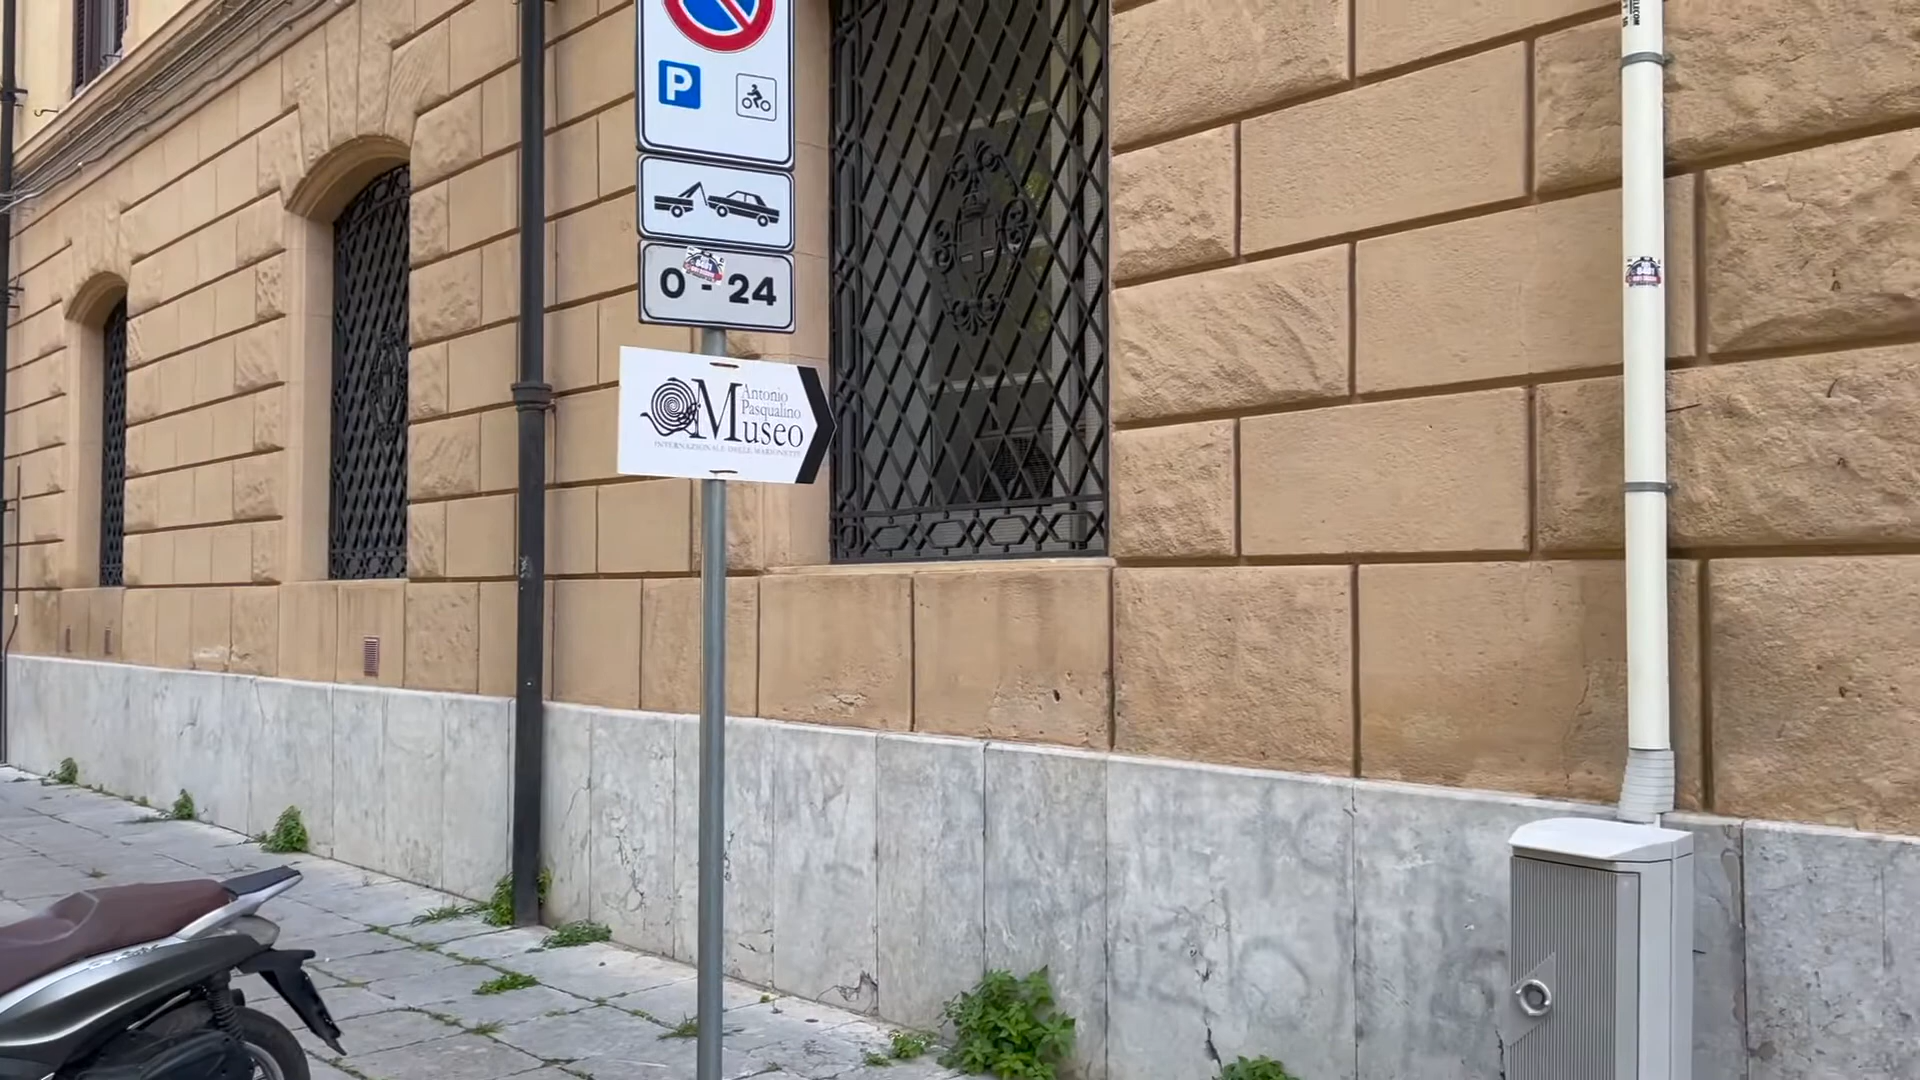 P
0 - 24
Antonio
Pasqualino
Museo
INTERNAZIONALE DELLE MARIONETTE